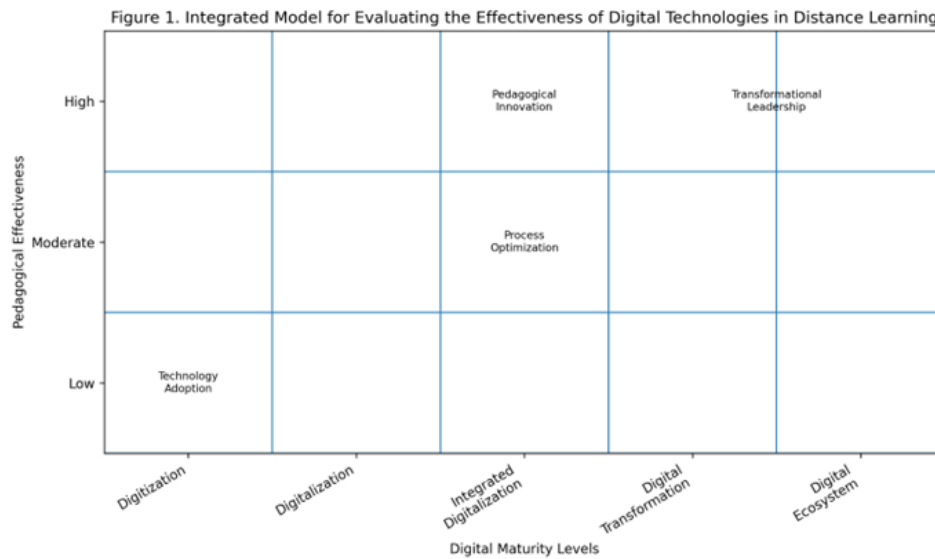 Figure 1. Integrated Model for Evaluating the Effectiveness of Digital Technologies in Distance Learning
High
Pedagogical
Innovation
Transformational
Leadership
Pedagogical Effectiveness
Moderate
Process
Optimization
Low
Technology
Adoption
Digitization
Digitalization
Integrated
Digitalization
Digital
Transformation
Digital
Ecosystem
Digital Maturity Levels